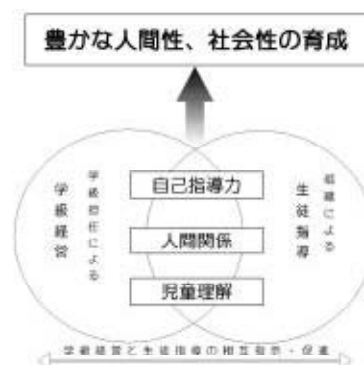 豊かな人間性、社会性の育成
学級担任による
学級経営
自己指導力
人間関係
児童理解
組織による
生徒指導
学級経営と生徒指導の相互
・促進